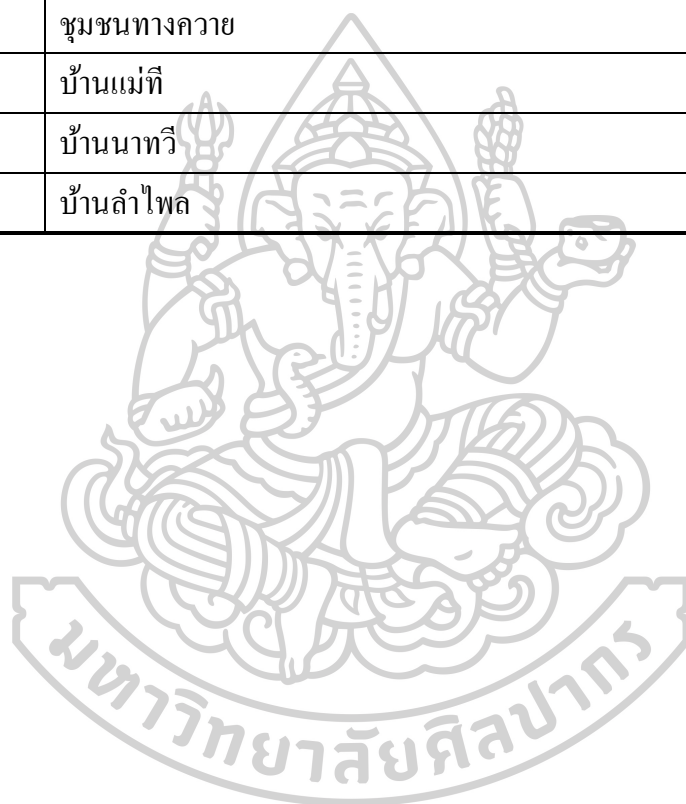 ชุมชนทางควาย
บ้านแม่ที
บ้านนาทวี
บ้านลำไพล
มหาวิทยาลัยศิลปากร